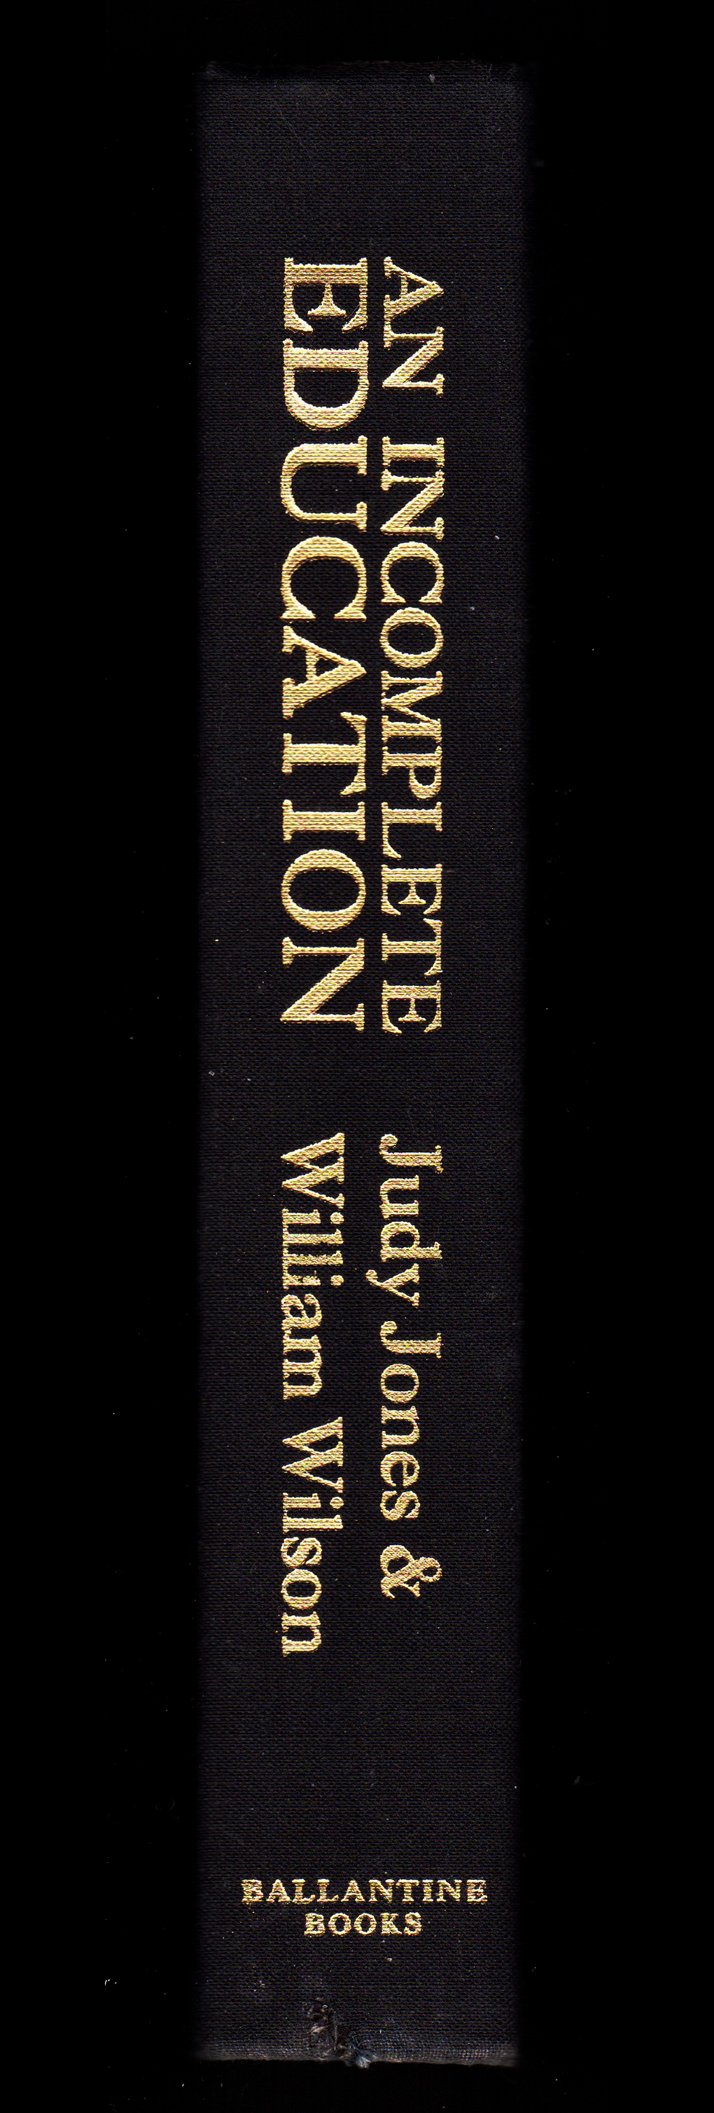 AN INCOMPLETE
EDUCATION
Judy Jones &
William Wilson
BALLANTINE
BOOKS